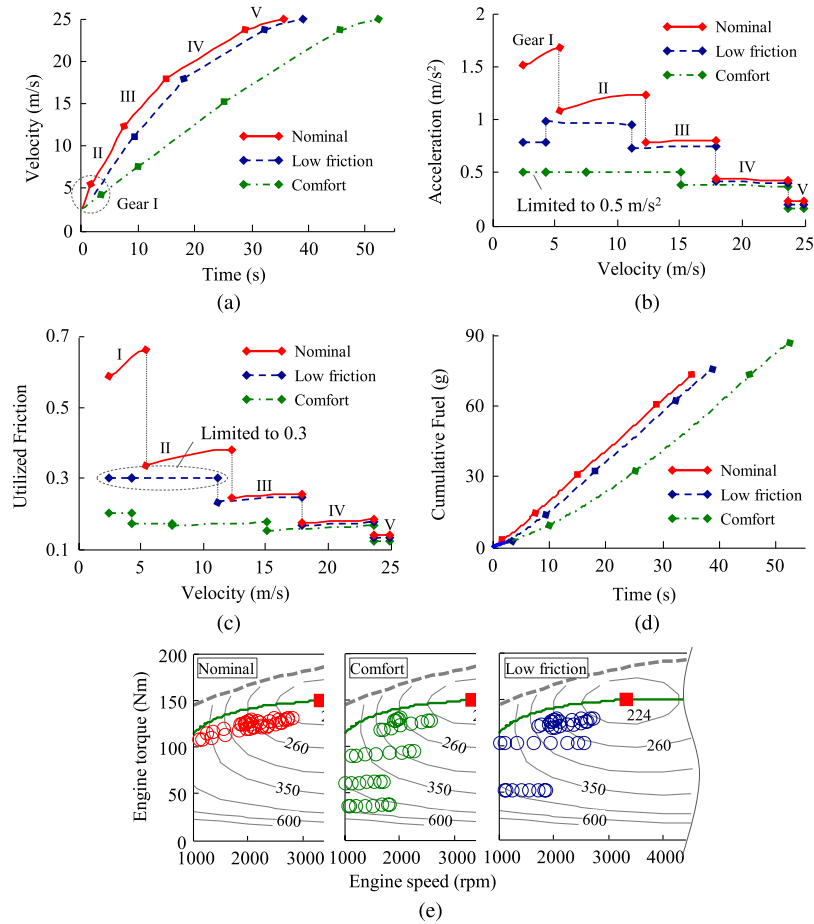 25
20
15
10
5
0
Velocity (m/s)
V
IV
III
II
Gear I
Nominal
Low friction
Comfort
0 10 20 30 40 50
Time (s)
(a)
2
1.5
1
0.5
0
Acceleration (m/s²)
Gear I
II
III
IV
V
Nominal
Low friction
Comfort
Limited to 0.5 m/s²
0 5 10 15 20 25
Velocity (m/s)
(b)
0.7
0.5
0.3
0.1
Utilized Friction
I
II
III
IV
V
Limited to 0.3
Nominal
Low friction
Comfort
0 5 10 15 20 25
Velocity (m/s)
(c)
90
60
30
0
Cumulative Fuel (g)
Nominal
Low friction
Comfort
0 10 20 30 40 50
Time (s)
(d)
200
150
100
50
0
Engine torque (Nm)
Nominal
260
350
600
1000 2000 3000
Comfort
260
350
600
1000 2000 3000
Low friction
224
260
350
600
1000 2000 3000 4000
Engine speed (rpm)
(e)